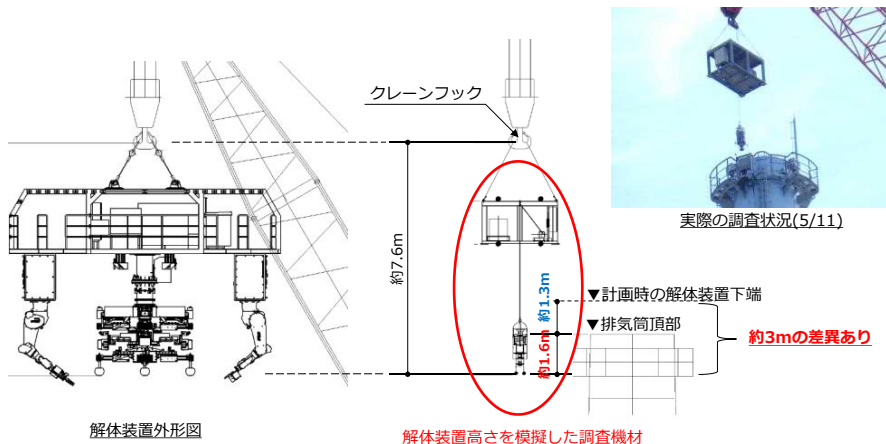 クレーンフック
約7.6m
約1.3m
約1.6m
▼計画時の解体装置下端
▼排気筒頂部
約3mの差異あり
実際の調査状況(5/11)
解体装置外形図
解体装置高さを模擬した調査機材